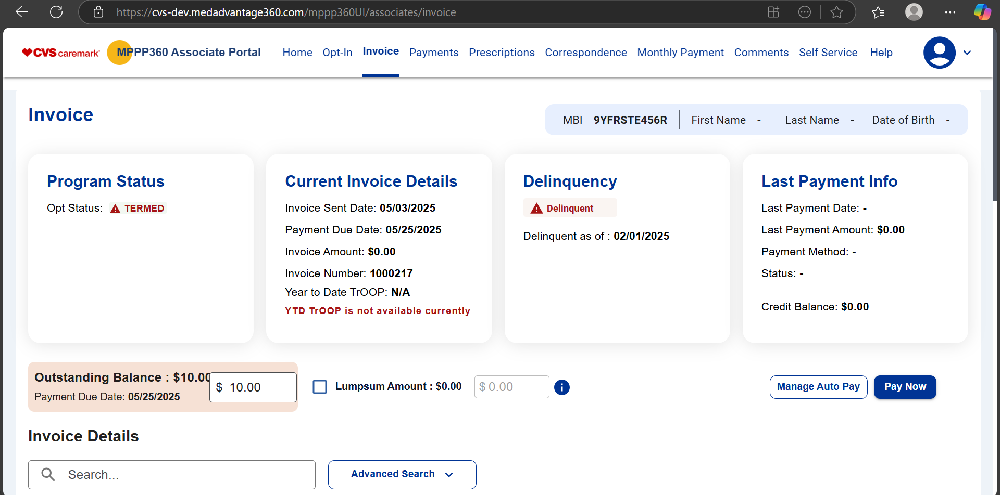 https://cvs-dev.medadvantage360.com/mppp360UI/associates/invoice
CVS caremark MPPP360 Associate Portal Home Opt-In Invoice Payments Prescriptions Correspondence Monthly Payment Comments Self Service Help
Invoice
MBI 9YFRSTE456R First Name - Last Name - Date of Birth -
Program Status
Opt Status: TERMED
Current Invoice Details
Invoice Sent Date: 05/03/2025
Payment Due Date: 05/25/2025
Invoice Amount: $0.00
Invoice Number: 1000217
Year to Date TrOOP: N/A
YTD TrOOP is not available currently
Delinquency
Delinquent
Delinquent as of : 02/01/2025
Last Payment Info
Last Payment Date: -
Last Payment Amount: $0.00
Payment Method: -
Status: -
Credit Balance: $0.00
Outstanding Balance : $10.00
Payment Due Date: 05/25/2025
$ 10.00
Lumpsum Amount : $0.00
$ 0.00
Manage Auto Pay
Pay Now
Invoice Details
Search...
Advanced Search